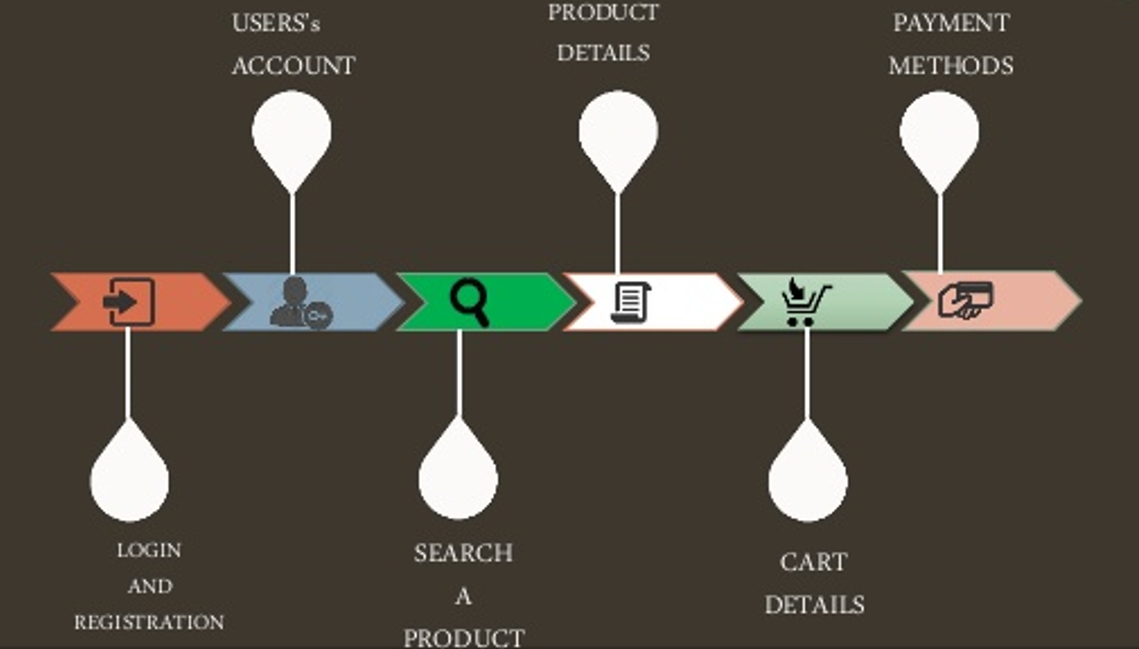 USERS's
ACCOUNT
PRODUCT
DETAILS
PAYMENT
METHODS
LOGIN
AND
REGISTRATION
SEARCH
A
PRODUCT
CART
DETAILS